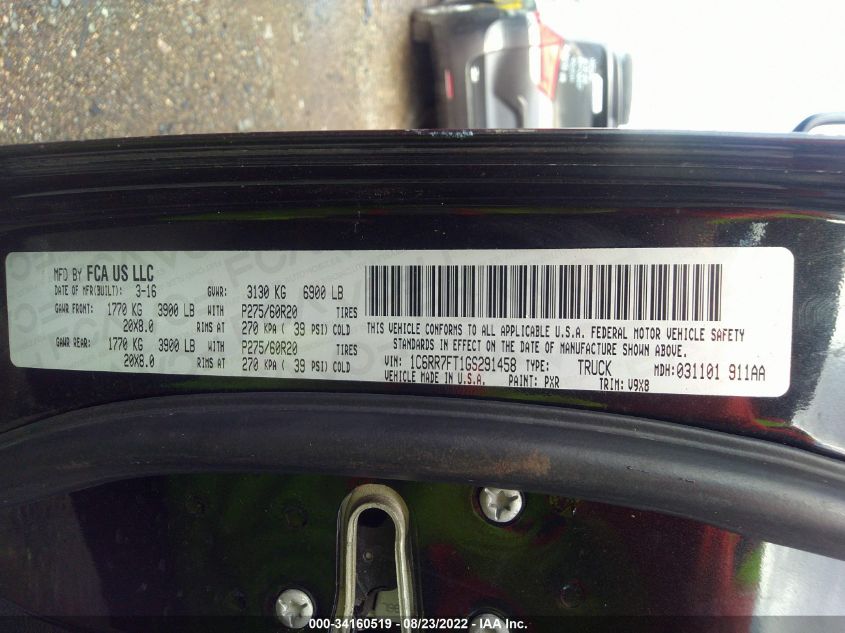 MFD BY FCA US LLC
DATE OF MFR(BUILT): 3-16 GVWR: 3130 KG 6900 LB
GAWR FRONT: 1770 KG 3900 LB WITH P275/60R20 TIRES
20X8.0 RIMS AT 270 KPA ( 39 PSI) COLD
GAWR REAR: 1770 KG 3900 LB WITH P275/60R20 TIRES
20X8.0 RIMS AT 270 KPA ( 39 PSI) COLD
THIS VEHICLE CONFORMS TO ALL APPLICABLE U.S.A. FEDERAL MOTOR VEHICLE SAFETY
STANDARDS IN EFFECT ON THE DATE OF MANUFACTURE SHOWN ABOVE.
VIN: 1C6RR7FT1GS291458 TYPE: TRUCK MDH: 031101 911AA
VEHICLE MADE IN U.S.A. PAINT: PXR TRIM: V9X8
000-34160519 - 08/23/2022 - IAA Inc.